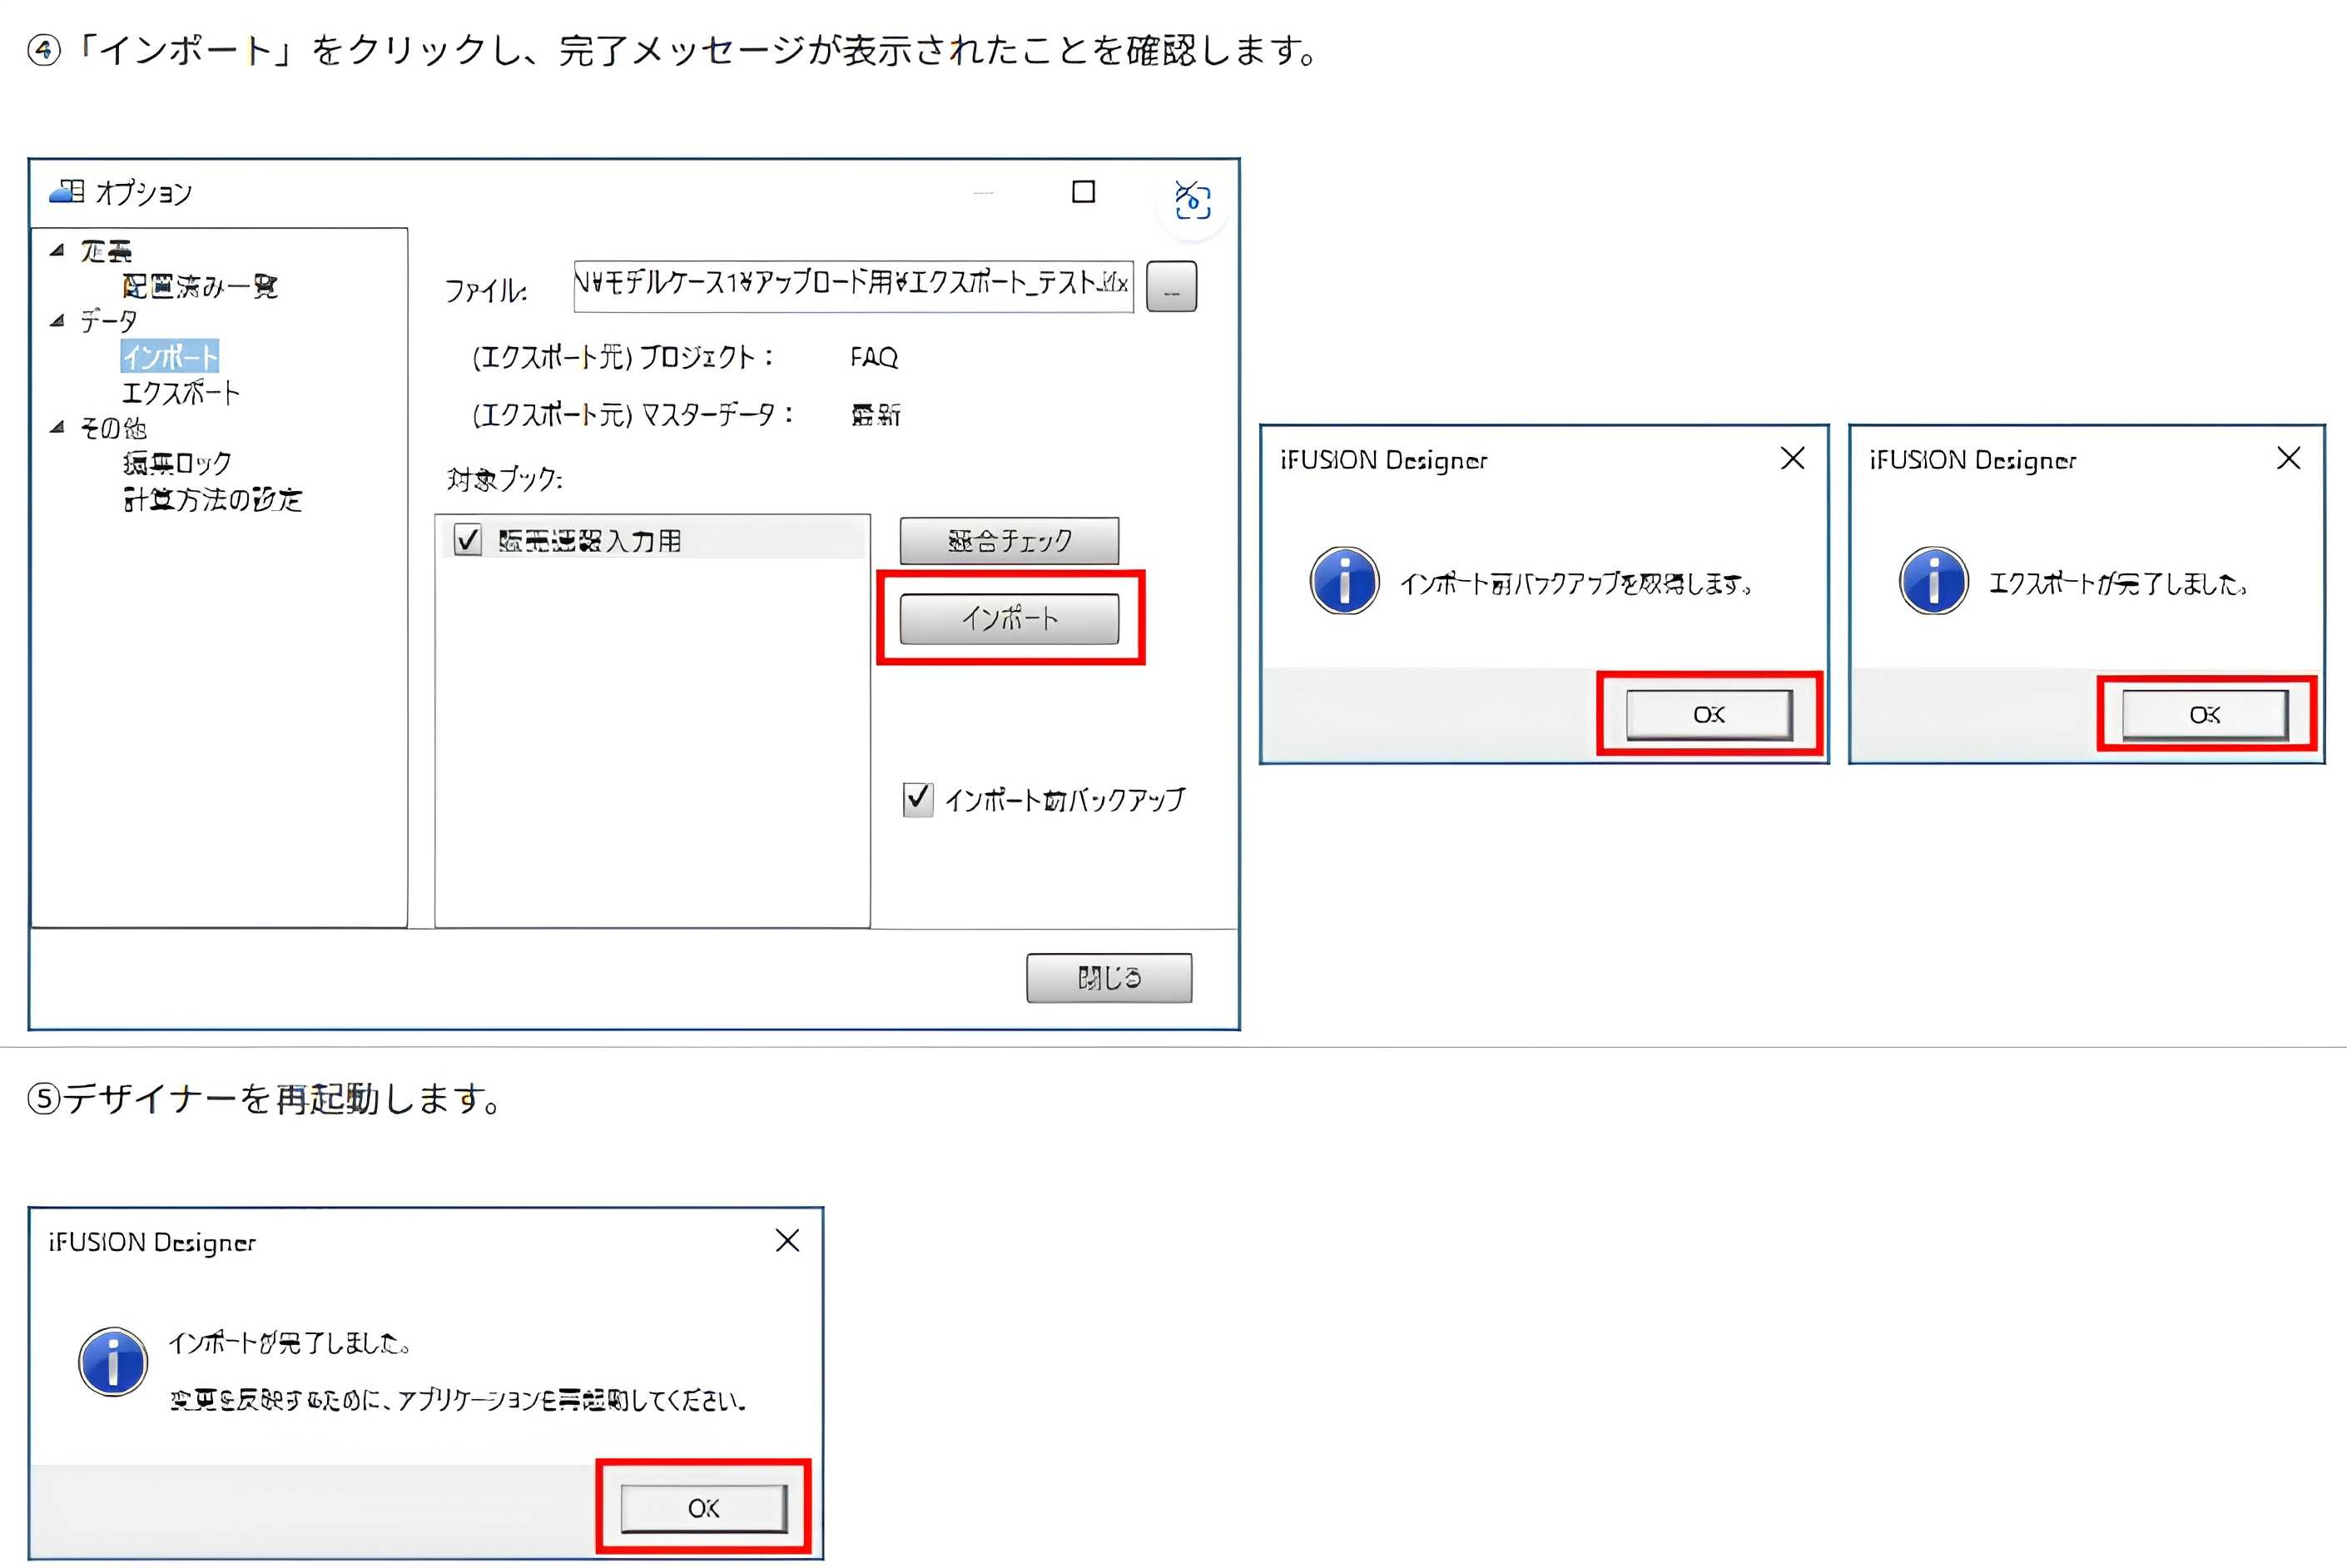 ④「インポート」をクリックし、完了メッセージが表示されたことを確認します。
オプション
定義
配置済み一覧
データ
インポート
エクスポート
その他
編集ロック
計算方法の設定
ファイル:
\¥モデルケース1¥アップロード用¥エクスポート_テスト.ifx
...
(エクスポート元) プロジェクト： FAQ
(エクスポート元) マスターデータ： 最新
対象ブック:
販売速報入力用
整合チェック
インポート
インポート前バックアップ
閉じる
iFUSION Designer
インポート前バックアップを取得します。
OK
iFUSION Designer
エクスポートが完了しました。
OK
⑤デザイナーを再起動します。
iFUSION Designer
インポートが完了しました。
変更を反映するために、アプリケーションを再起動してください。
OK